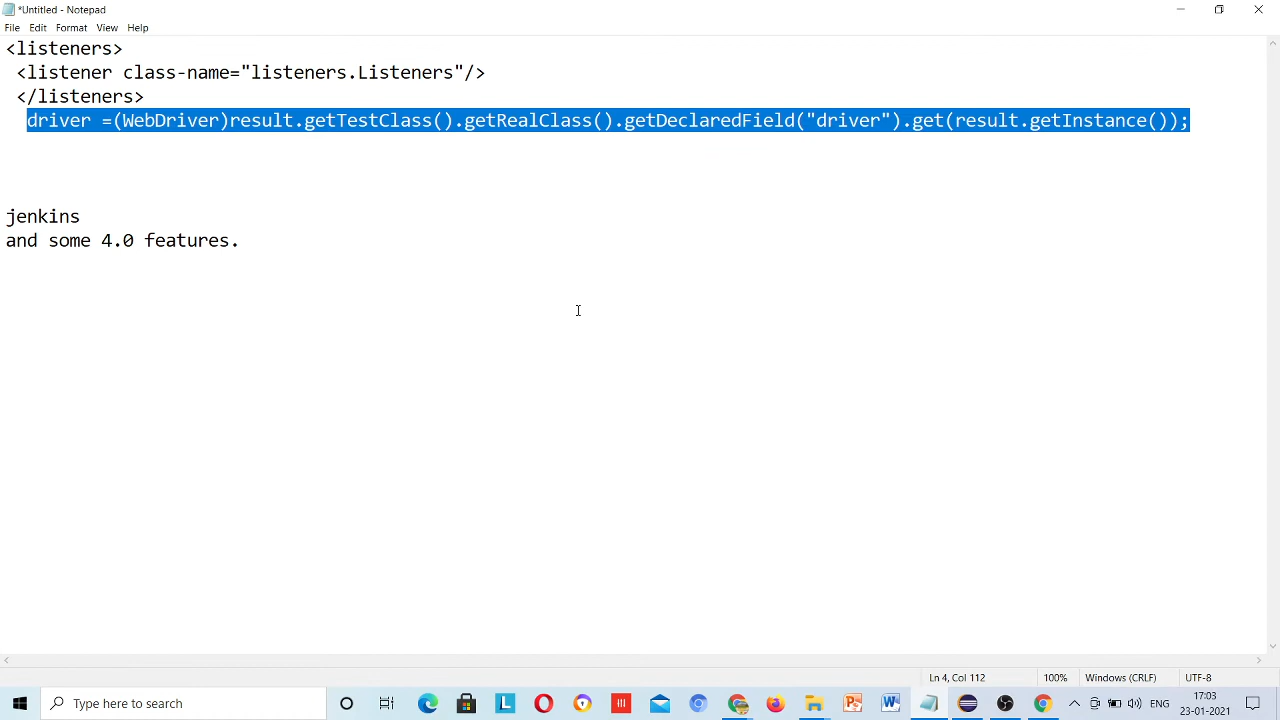 *Untitled - Notepad
File Edit Format View Help
<listeners>
<listener class-name="listeners.Listeners"/>
</listeners>
driver =(WebDriver)result.getTestClass().getRealClass().getDeclaredField("driver").get(result.getInstance());
jenkins
and some 4.0 features.
Ln 4, Col 112 100% Windows (CRLF) UTF-8
Type here to search
ENG
17:03
23-01-2021